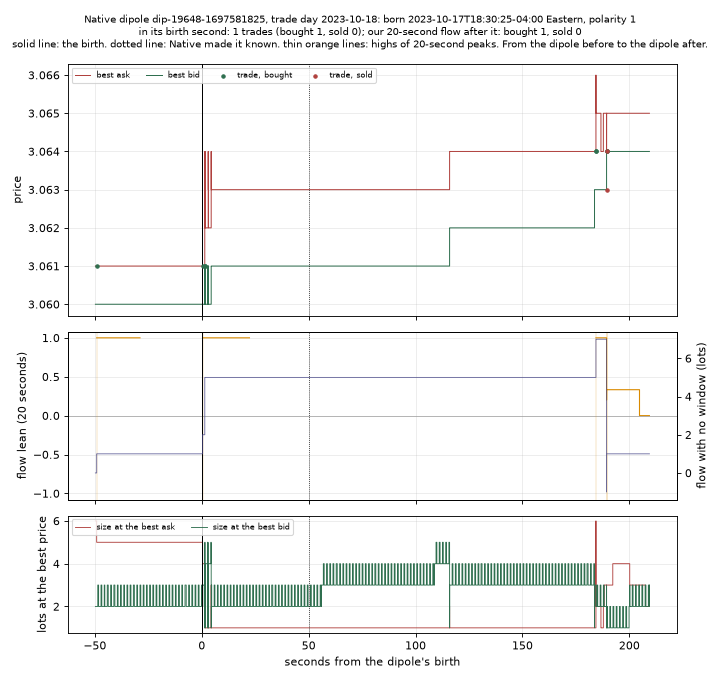 Native dipole dip-19648-1697581825, trade day 2023-10-18: born 2023-10-17T18:30:25-04:00 Eastern, polarity 1
in its birth second: 1 trades (bought 1, sold 0); our 20-second flow after it: bought 1, sold 0
solid line: the birth. dotted line: Native made it known. thin orange lines: highs of 20-second peaks. From the dipole before to the dipole after.
best ask
best bid
trade, bought
trade, sold
3.066
3.065
3.064
3.063
3.062
3.061
3.060
price
1.0
0.5
0.0
−0.5
−1.0
flow lean (20 seconds)
6
4
2
0
flow with no window (lots)
size at the best ask
size at the best bid
6
4
2
lots at the best price
−50
0
50
100
150
200
seconds from the dipole's birth